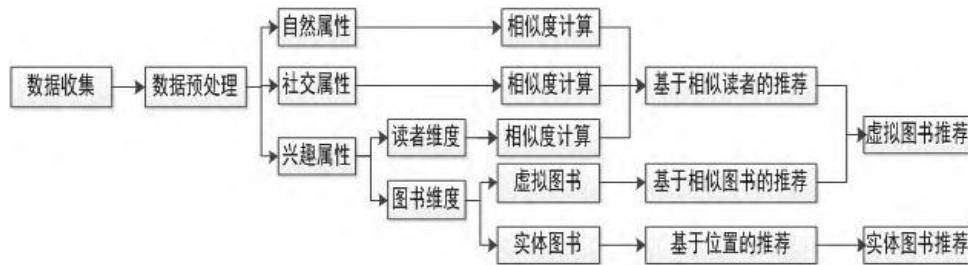 自然属性
相似度计算
数据收集
数据预处理
社交属性
相似度计算
基于相似读者的推荐
兴趣属性
读者维度
相似度计算
虚拟图书推荐
图书维度
虚拟图书
基于相似图书的推荐
实体图书
基于位置的推荐
实体图书推荐